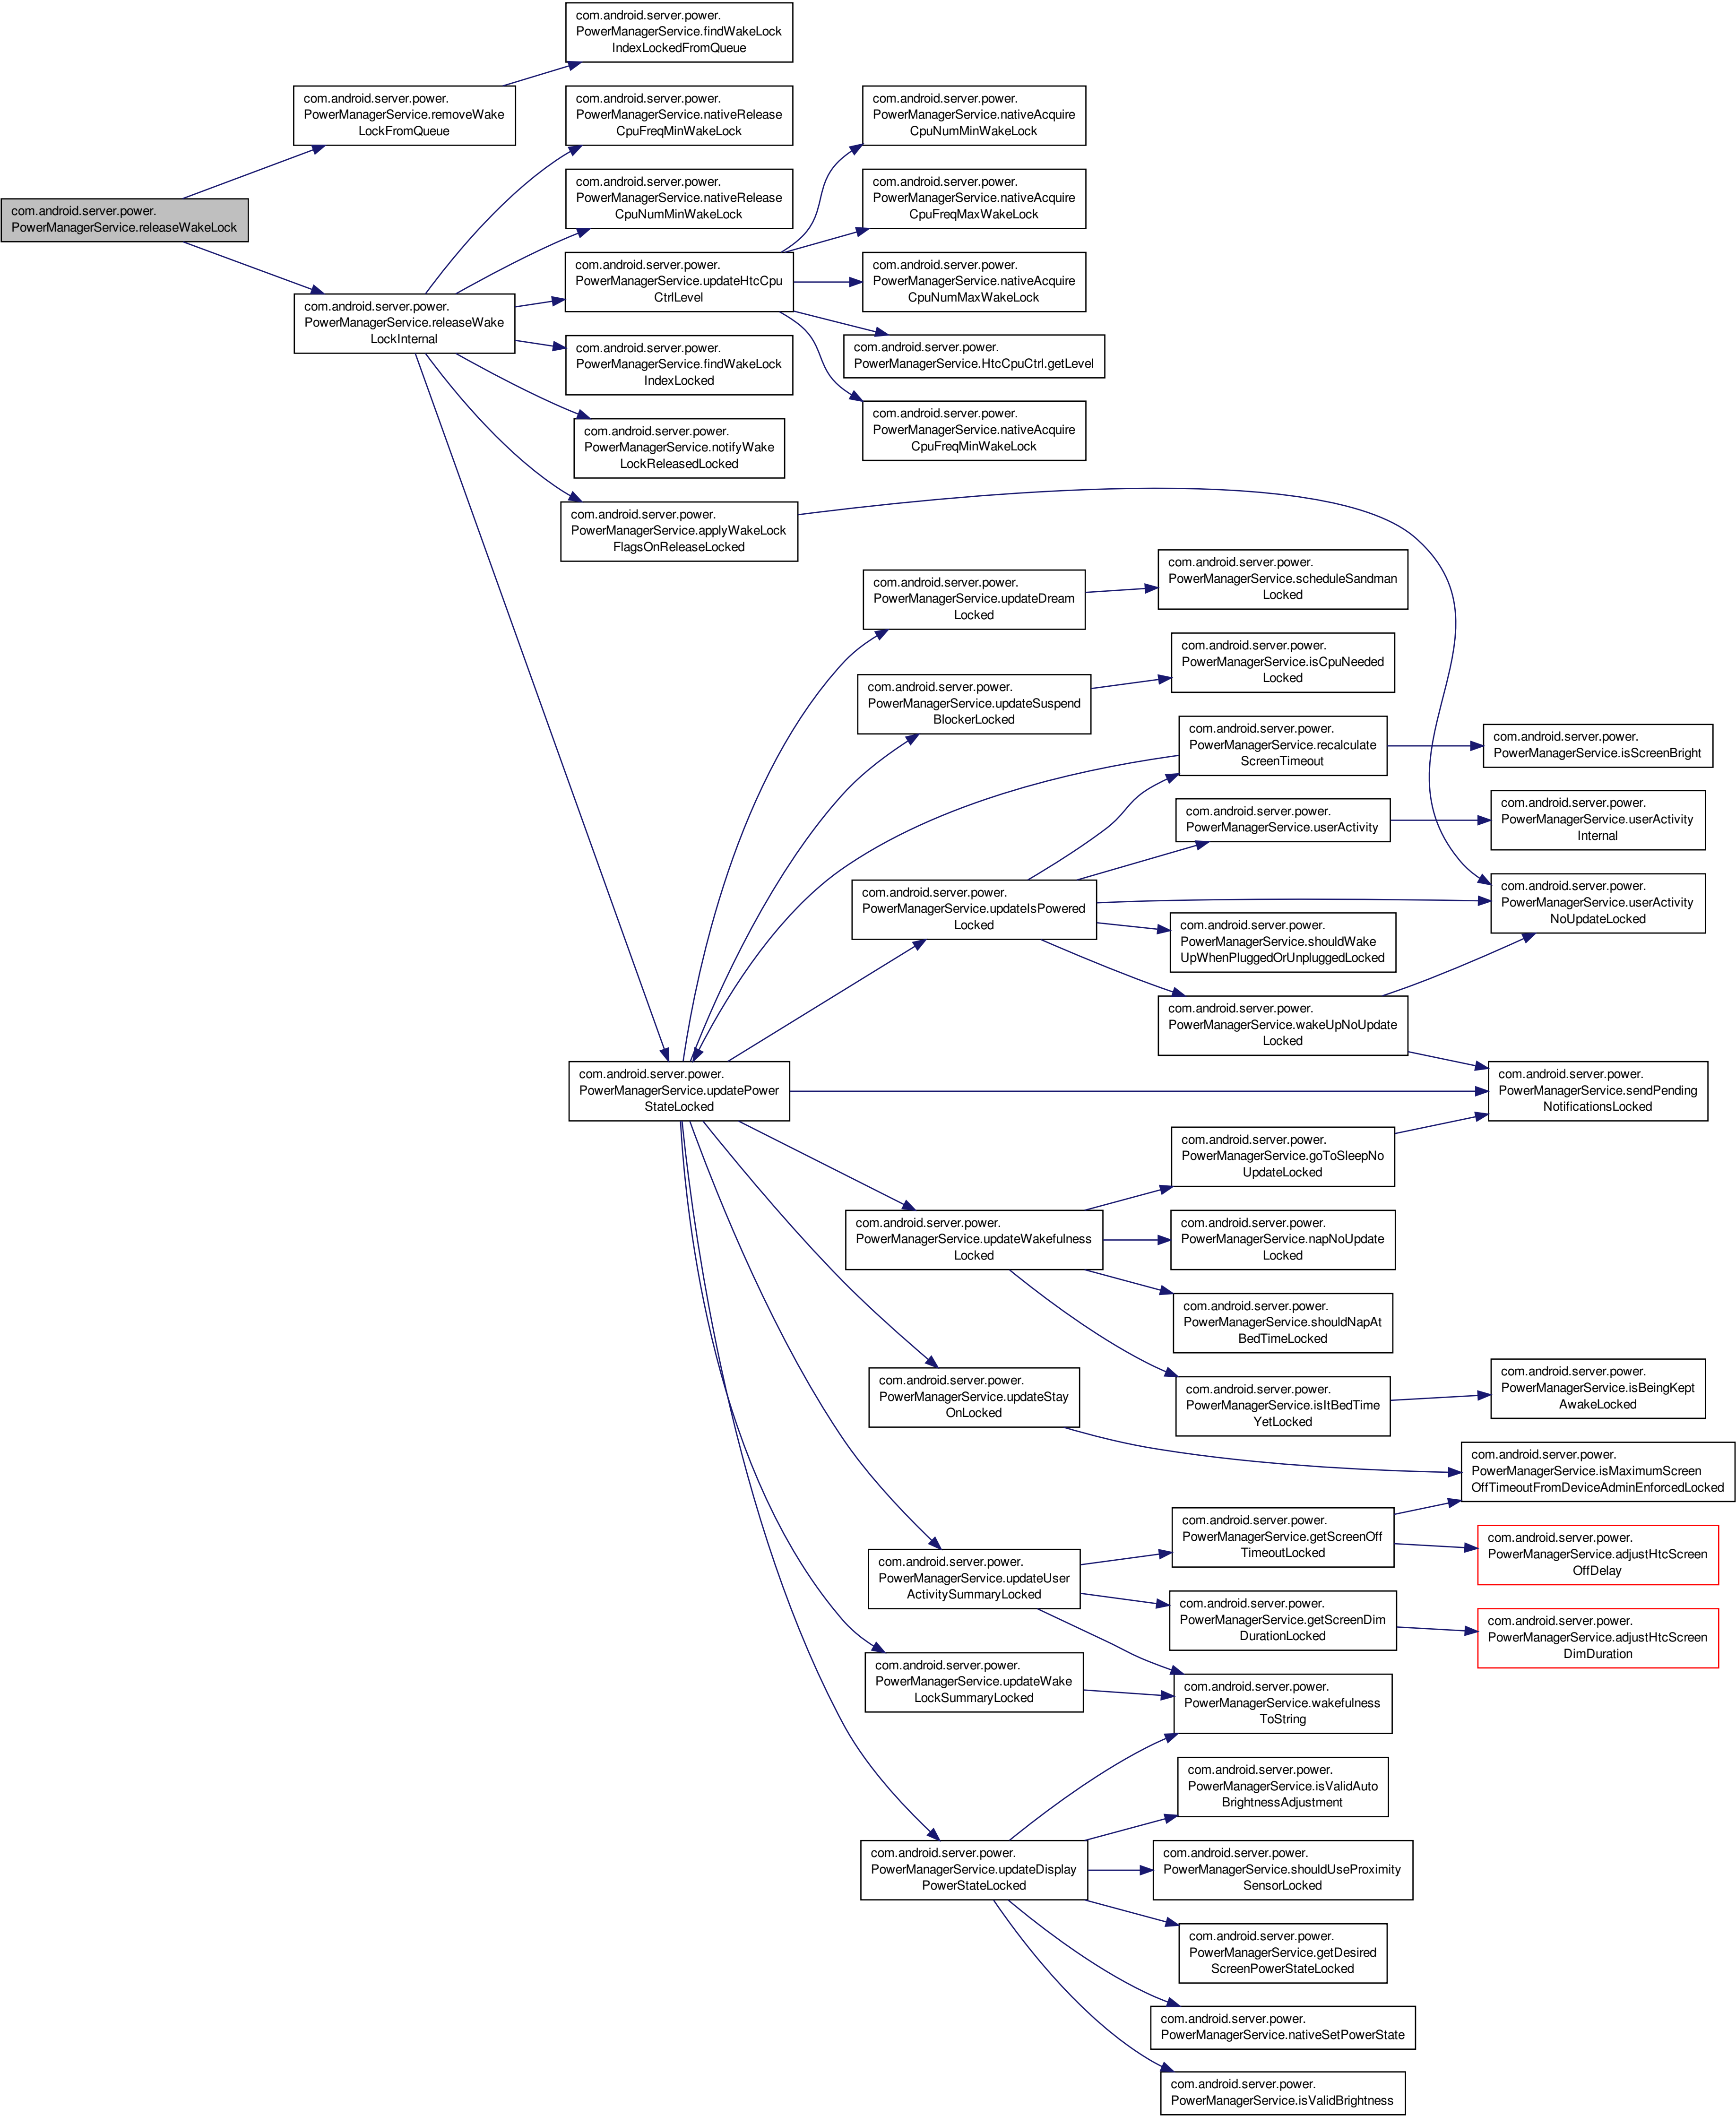 com.android.server.power.
PowerManagerService.findWakeLock
IndexLockedFromQueue
com.android.server.power.
PowerManagerService.removeWake
LockFromQueue
com.android.server.power.
PowerManagerService.nativeRelease
CpuFreqMinWakeLock
com.android.server.power.
PowerManagerService.nativeAcquire
CpuNumMinWakeLock
com.android.server.power.
PowerManagerService.releaseWakeLock
com.android.server.power.
PowerManagerService.nativeRelease
CpuNumMinWakeLock
com.android.server.power.
PowerManagerService.nativeAcquire
CpuFreqMaxWakeLock
com.android.server.power.
PowerManagerService.releaseWake
LockInternal
com.android.server.power.
PowerManagerService.updateHtcCpu
CtrlLevel
com.android.server.power.
PowerManagerService.nativeAcquire
CpuNumMaxWakeLock
com.android.server.power.
PowerManagerService.findWakeLock
IndexLocked
com.android.server.power.
PowerManagerService.HtcCpuCtrl.getLevel
com.android.server.power.
PowerManagerService.notifyWake
LockReleasedLocked
com.android.server.power.
PowerManagerService.nativeAcquire
CpuFreqMinWakeLock
com.android.server.power.
PowerManagerService.applyWakeLock
FlagsOnReleaseLocked
com.android.server.power.
PowerManagerService.updateDream
Locked
com.android.server.power.
PowerManagerService.scheduleSandman
Locked
com.android.server.power.
PowerManagerService.updateSuspend
BlockerLocked
com.android.server.power.
PowerManagerService.isCpuNeeded
Locked
com.android.server.power.
PowerManagerService.recalculate
ScreenTimeout
com.android.server.power.
PowerManagerService.isScreenBright
com.android.server.power.
PowerManagerService.userActivity
com.android.server.power.
PowerManagerService.userActivity
Internal
com.android.server.power.
PowerManagerService.updateIsPowered
Locked
com.android.server.power.
PowerManagerService.userActivity
NoUpdateLocked
com.android.server.power.
PowerManagerService.shouldWake
UpWhenPluggedOrUnpluggedLocked
com.android.server.power.
PowerManagerService.wakeUpNoUpdate
Locked
com.android.server.power.
PowerManagerService.updatePower
StateLocked
com.android.server.power.
PowerManagerService.sendPending
NotificationsLocked
com.android.server.power.
PowerManagerService.goToSleepNo
UpdateLocked
com.android.server.power.
PowerManagerService.updateWakefulness
Locked
com.android.server.power.
PowerManagerService.napNoUpdate
Locked
com.android.server.power.
PowerManagerService.shouldNapAt
BedTimeLocked
com.android.server.power.
PowerManagerService.updateStay
OnLocked
com.android.server.power.
PowerManagerService.isItBedTime
YetLocked
com.android.server.power.
PowerManagerService.isBeingKept
AwakeLocked
com.android.server.power.
PowerManagerService.isMaximumScreen
OffTimeoutFromDeviceAdminEnforcedLocked
com.android.server.power.
PowerManagerService.updateUser
ActivitySummaryLocked
com.android.server.power.
PowerManagerService.getScreenOff
TimeoutLocked
com.android.server.power.
PowerManagerService.adjustHtcScreen
OffDelay
com.android.server.power.
PowerManagerService.getScreenDim
DurationLocked
com.android.server.power.
PowerManagerService.adjustHtcScreen
DimDuration
com.android.server.power.
PowerManagerService.updateWake
LockSummaryLocked
com.android.server.power.
PowerManagerService.wakefulness
ToString
com.android.server.power.
PowerManagerService.isValidAuto
BrightnessAdjustment
com.android.server.power.
PowerManagerService.updateDisplay
PowerStateLocked
com.android.server.power.
PowerManagerService.shouldUseProximity
SensorLocked
com.android.server.power.
PowerManagerService.getDesired
ScreenPowerStateLocked
com.android.server.power.
PowerManagerService.nativeSetPowerState
com.android.server.power.
PowerManagerService.isValidBrightness